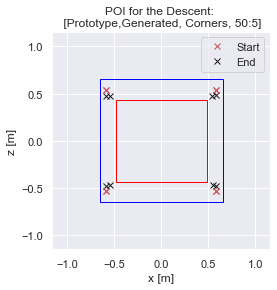 POI for the Descent:
[Prototype,Generated, Corners, 50:5]
Start
End
1.0
0.5
0.0
−0.5
−1.0
z [m]
−1.0 −0.5 0.0 0.5 1.0
x [m]